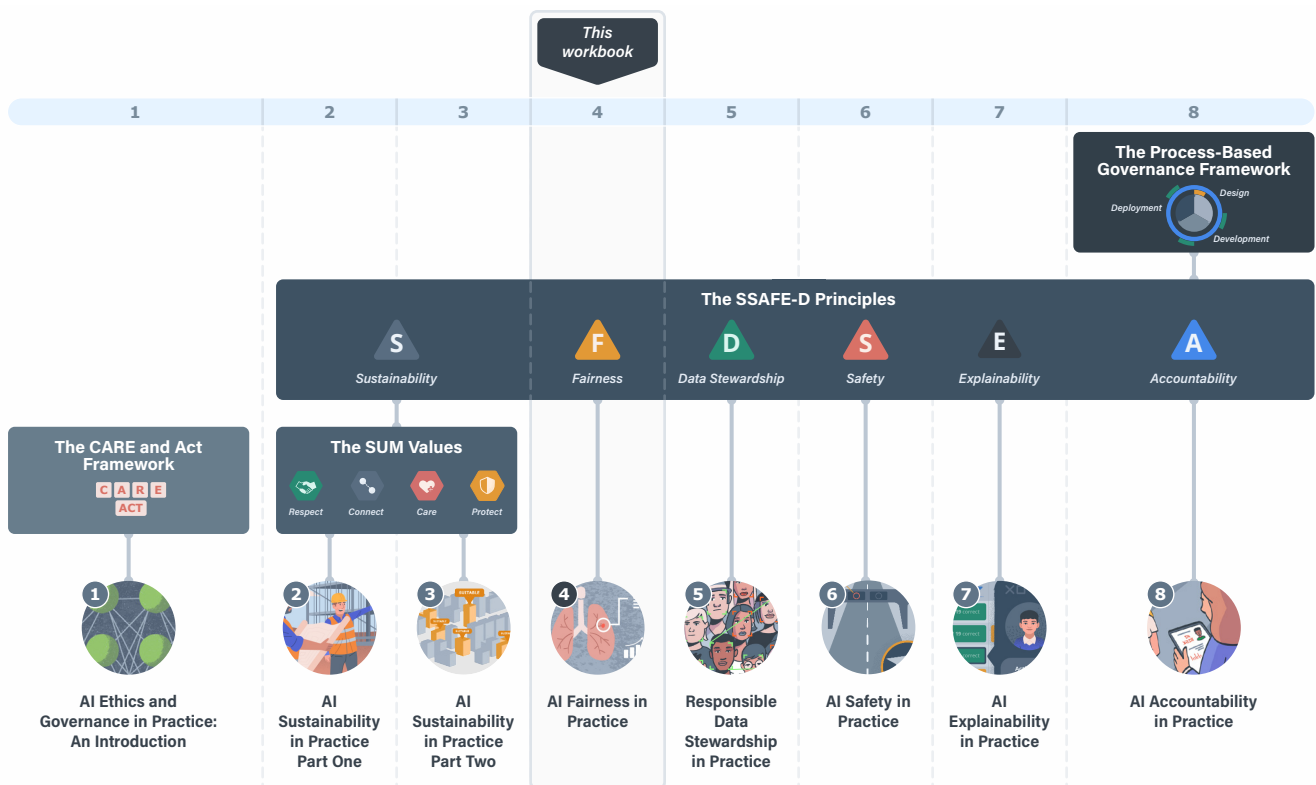 This
workbook
1
2
3
4
5
6
7
8
The Process-Based
Governance Framework
Design
Deployment
Development
The SSAFE-D Principles
S
F
D
S
E
A
Sustainability
Fairness
Data Stewardship
Safety
Explainability
Accountability
The CARE and Act
Framework
C A R E
ACT
The SUM Values
Respect
Connect
Care
Protect
1
2
3
4
5
6
7
8
SUITABLE
AI Ethics and
Governance in Practice:
An Introduction
AI
Sustainability
in Practice
Part One
AI
Sustainability
in Practice
Part Two
AI Fairness in
Practice
Responsible
Data
Stewardship
in Practice
AI Safety in
Practice
AI
Explainability
in Practice
AI Accountability
in Practice